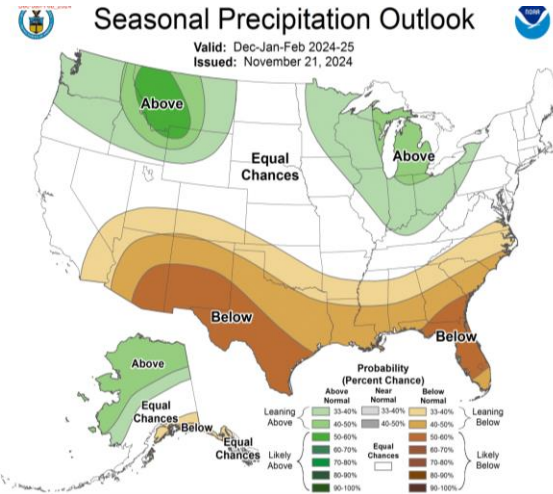 Seasonal Precipitation Outlook
Valid: Dec-Jan-Feb 2024-25
Issued: November 21, 2024
Above
Equal
Chances
Above
Below
Below
Above
Equal
Chances
Below
Equal
Chances
Probability
(Percent Chance)
Above
Normal
Near
Normal
Below
Normal
Leaning
Above
33-40%
40-50%
33-40%
40-50%
33-40%
40-50%
Leaning
Below
Likely
Above
50-60%
60-70%
70-80%
80-90%
90-100%
Equal
Chances
50-60%
60-70%
70-80%
80-90%
90-100%
Likely
Below